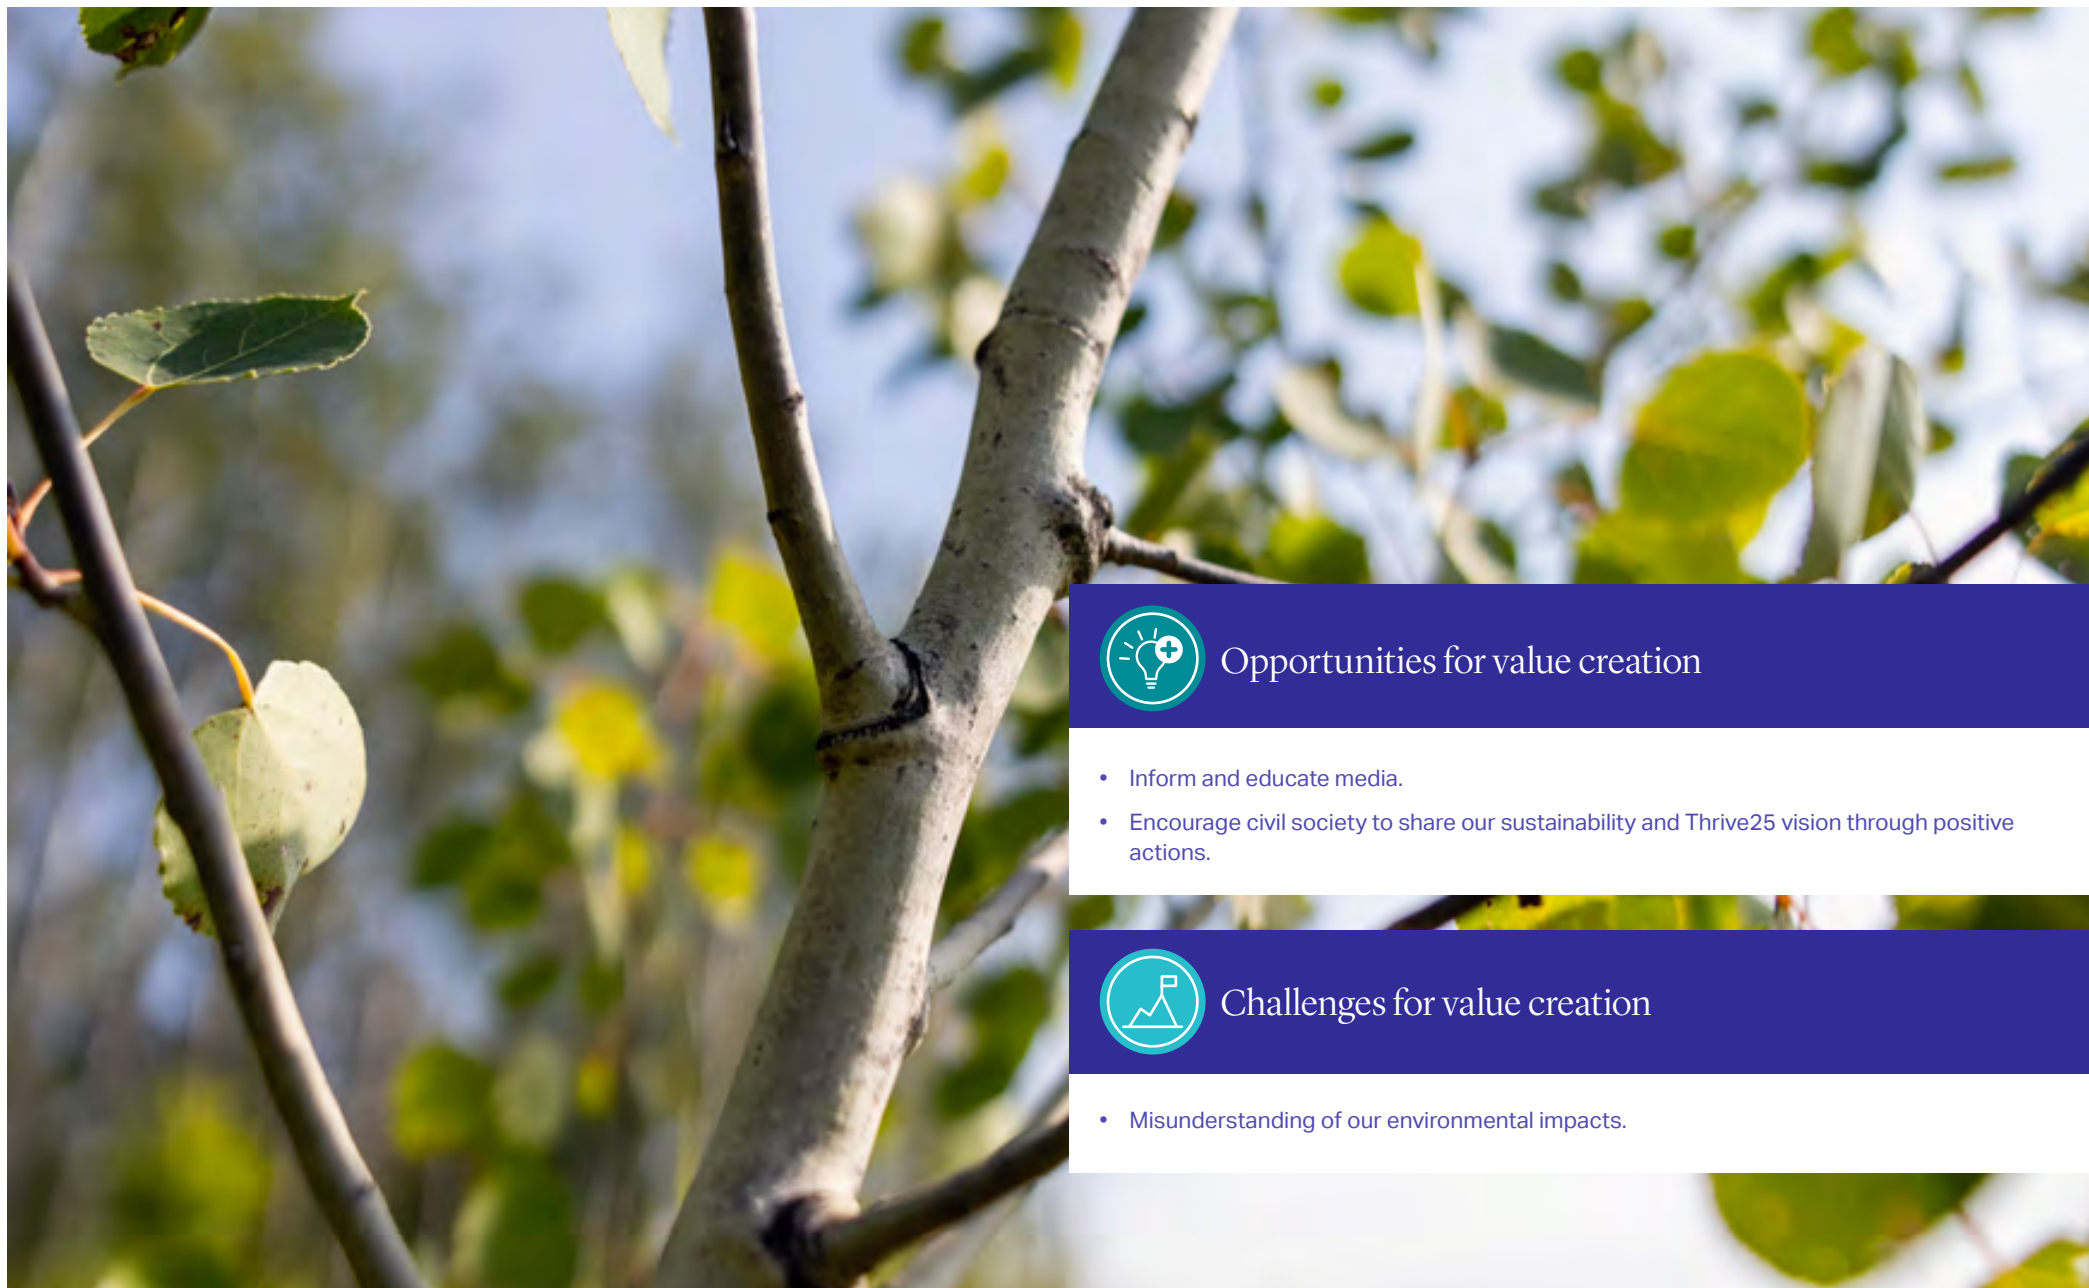 Opportunities for value creation
• Inform and educate media.
• Encourage civil society to share our sustainability and Thrive25 vision through positive
actions.
Challenges for value creation
• Misunderstanding of our environmental impacts.